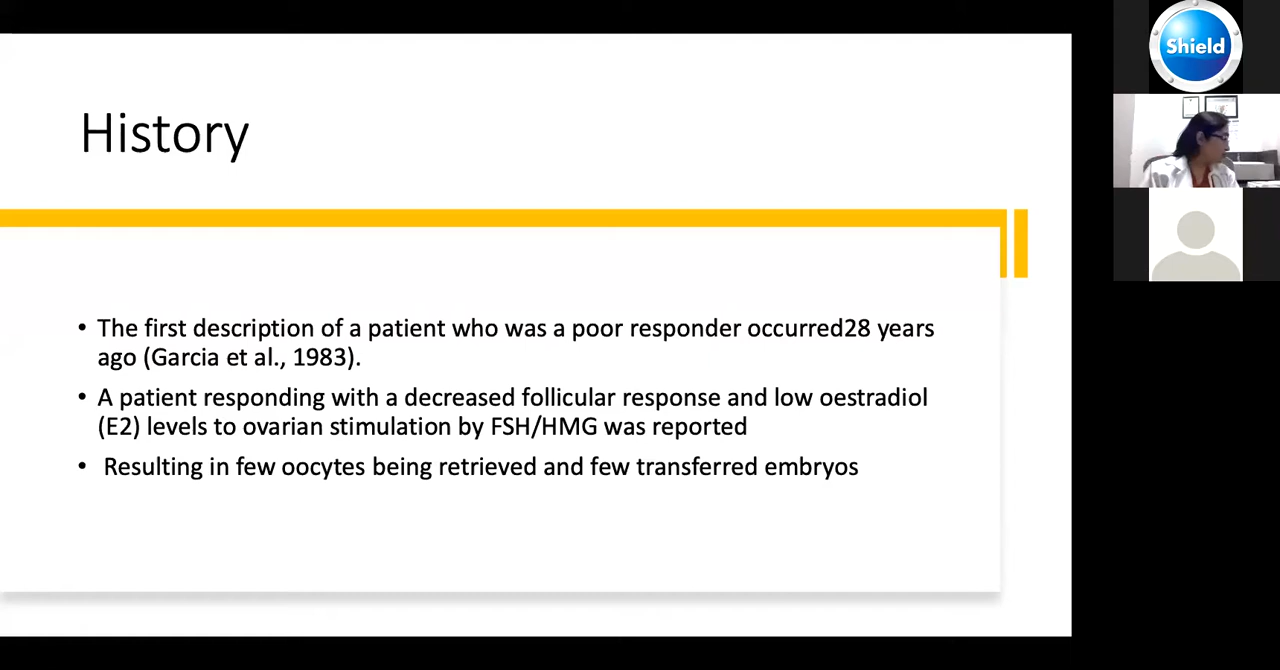 History
• The first description of a patient who was a poor responder occurred28 years
ago (Garcia et al., 1983).
• A patient responding with a decreased follicular response and low oestradiol
(E2) levels to ovarian stimulation by FSH/HMG was reported
• Resulting in few oocytes being retrieved and few transferred embryos
Shield